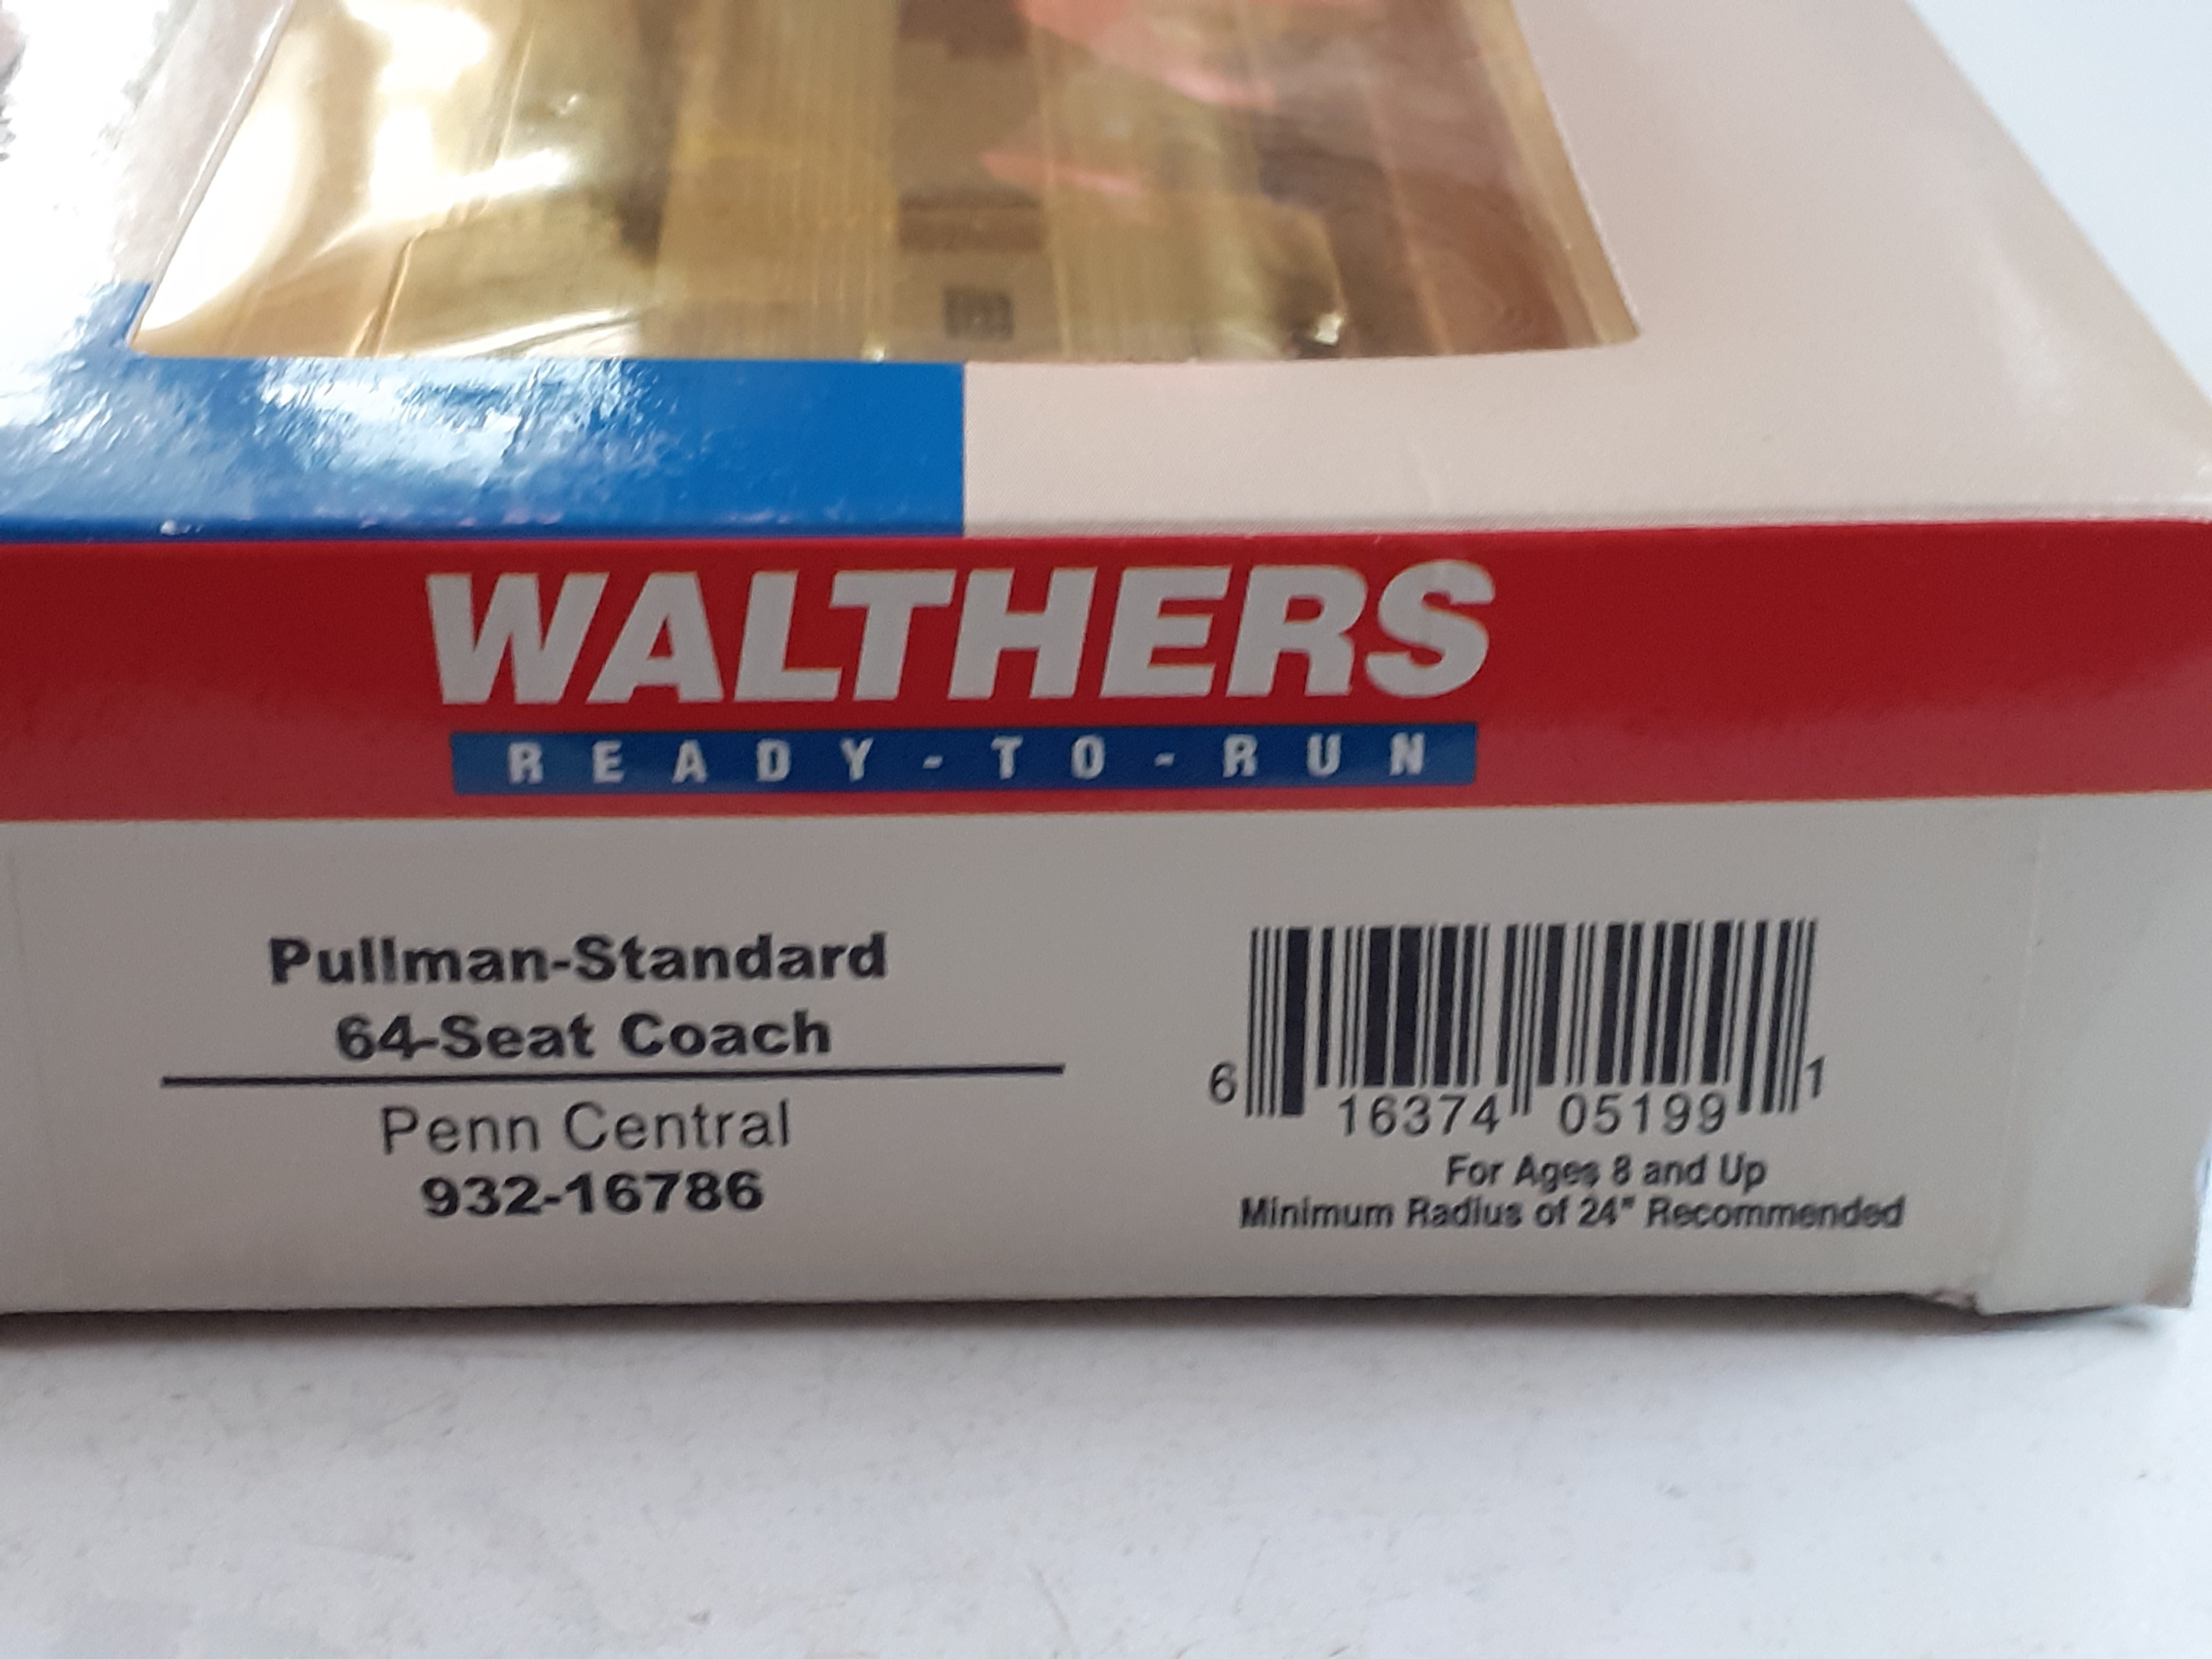 WALTHERS
READY-TO-RUN
Pullman-Standard
64-Seat Coach
Penn Central
932-16786
6 16374 05199 1
For Ages 8 and Up
Minimum Radius of 24" Recommended